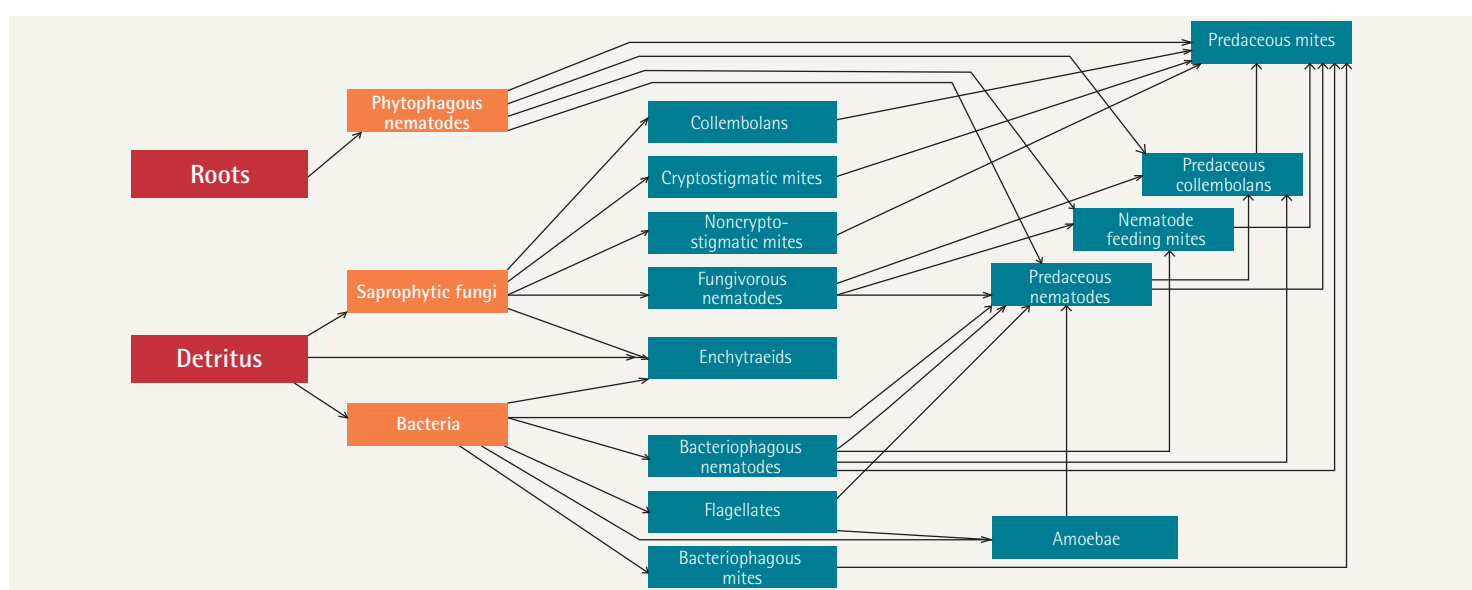 Predaceous mites
Phytophagous
nematodes
Collembolans
Roots
Predaceous
collembolans
Cryptostigmatic mites
Noncrypto-
stigmatic mites
Nematode
feeding mites
Saprophytic fungi
Fungivorous
nematodes
Predaceous
nematodes
Detritus
Enchytraeids
Bacteria
Bacteriophagous
nematodes
Flagellates
Amoebae
Bacteriophagous
mites